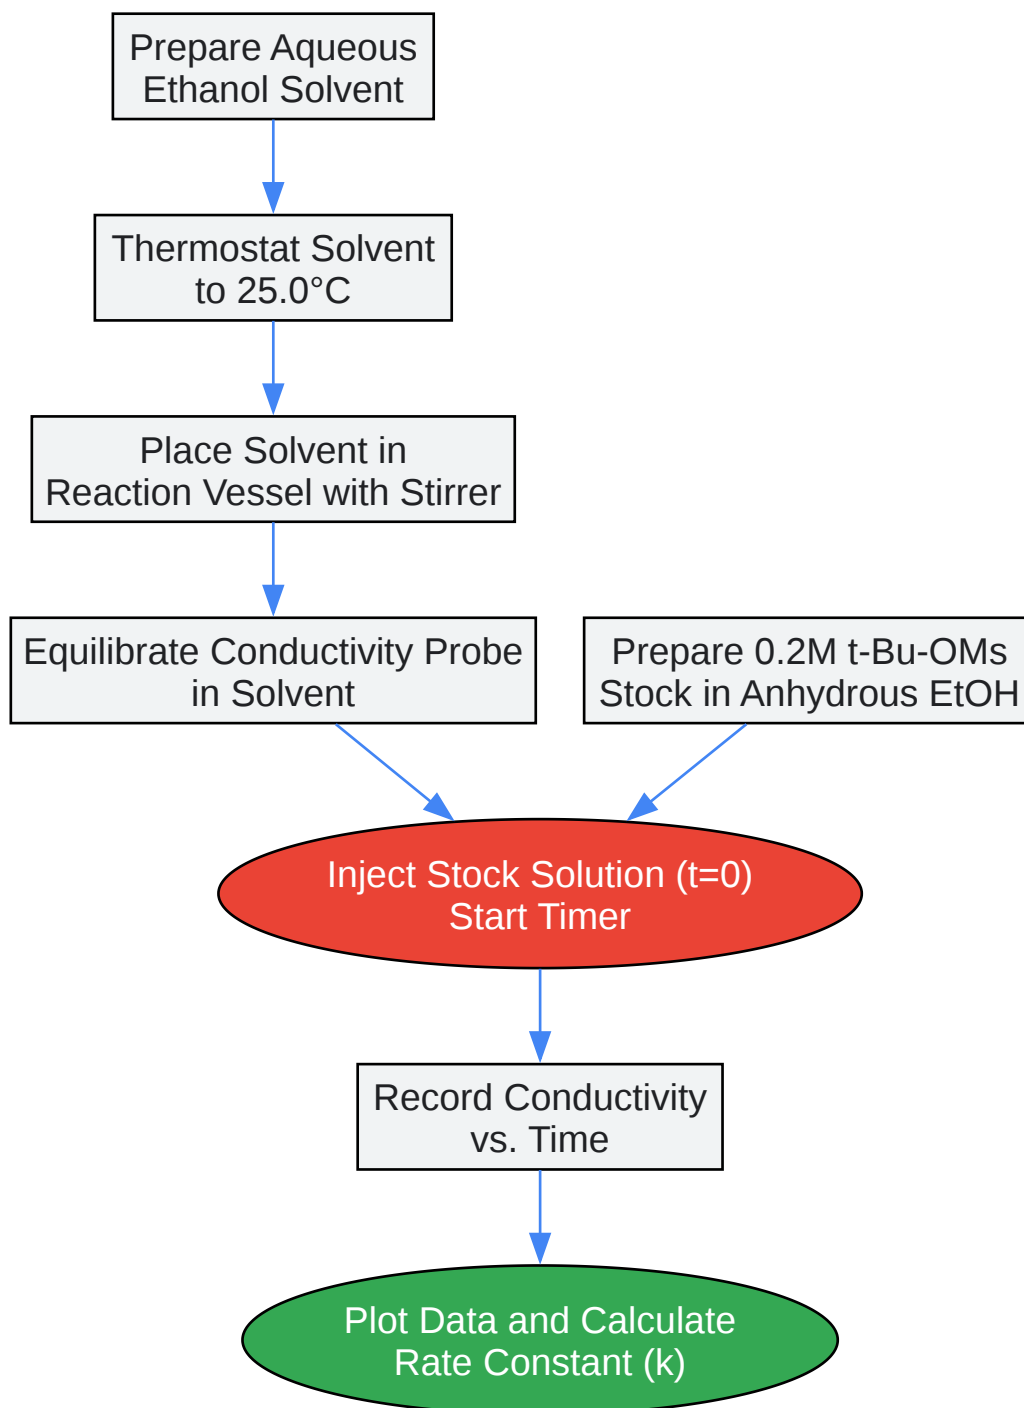 Prepare Aqueous
Ethanol Solvent
Thermostat Solvent
to 25.0°C
Place Solvent in
Reaction Vessel with Stirrer
Equilibrate Conductivity Probe
in Solvent
Prepare 0.2M t-Bu-OMs
Stock in Anhydrous EtOH
Inject Stock Solution (t=0)
Start Timer
Record Conductivity
vs. Time
Plot Data and Calculate
Rate Constant (k)